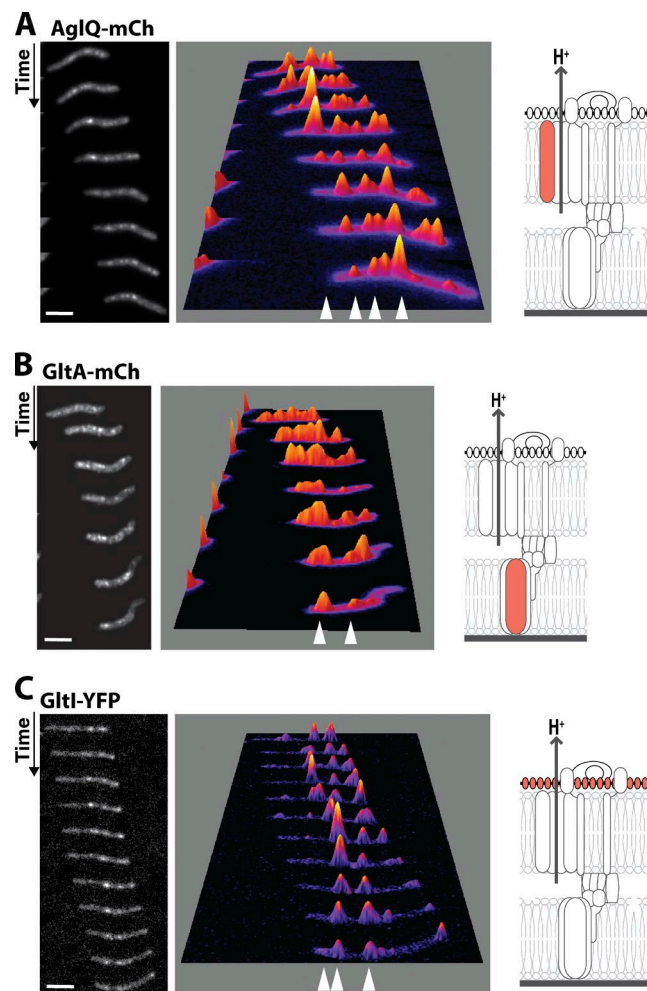 A
AglQ-mCh
Time
H+
B
GltA-mCh
Time
H+
C
GltI-YFP
Time
H+